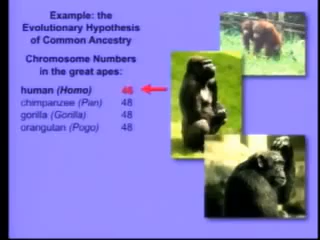 Example: the
Evolutionary Hypothesis
of Common Ancestry
Chromosome Numbers
in the great apes:
human (Homo) 46
chimpanzee (Pan) 48
gorilla (Gorilla) 48
orangutan (Pogo) 48